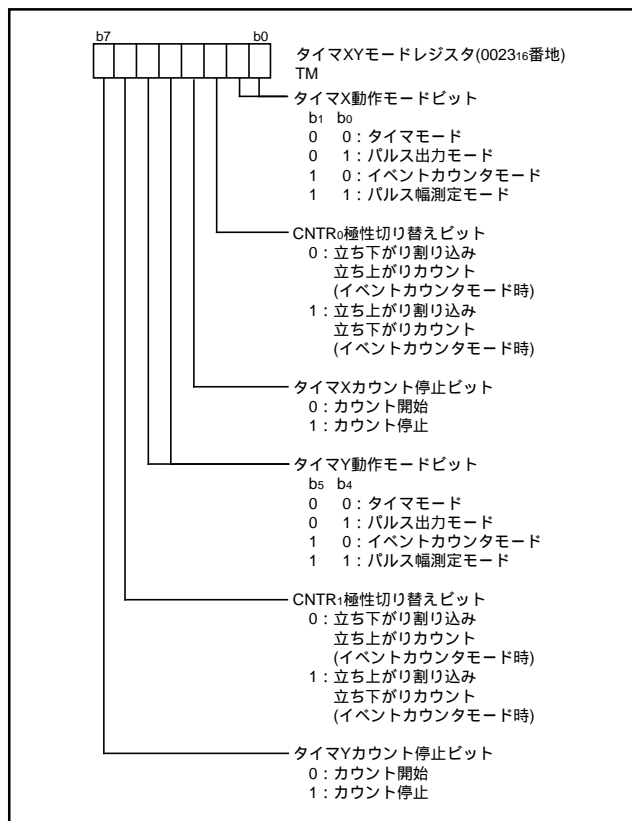 b7 b0
タイマXYモードレジスタ(0023₁₆番地)
TM
タイマX動作モードビット
b1 b0
0 0：タイマモード
0 1：パルス出力モード
1 0：イベントカウンタモード
1 1：パルス幅測定モード
CNTR₀極性切り替えビット
0：立ち下がり割り込み
立ち上がりカウント
(イベントカウンタモード時)
1：立ち上がり割り込み
立ち下がりカウント
(イベントカウンタモード時)
タイマXカウント停止ビット
0：カウント開始
1：カウント停止
タイマY動作モードビット
b5 b4
0 0：タイマモード
0 1：パルス出力モード
1 0：イベントカウンタモード
1 1：パルス幅測定モード
CNTR₁極性切り替えビット
0：立ち下がり割り込み
立ち上がりカウント
(イベントカウンタモード時)
1：立ち上がり割り込み
立ち下がりカウント
(イベントカウンタモード時)
タイマYカウント停止ビット
0：カウント開始
1：カウント停止